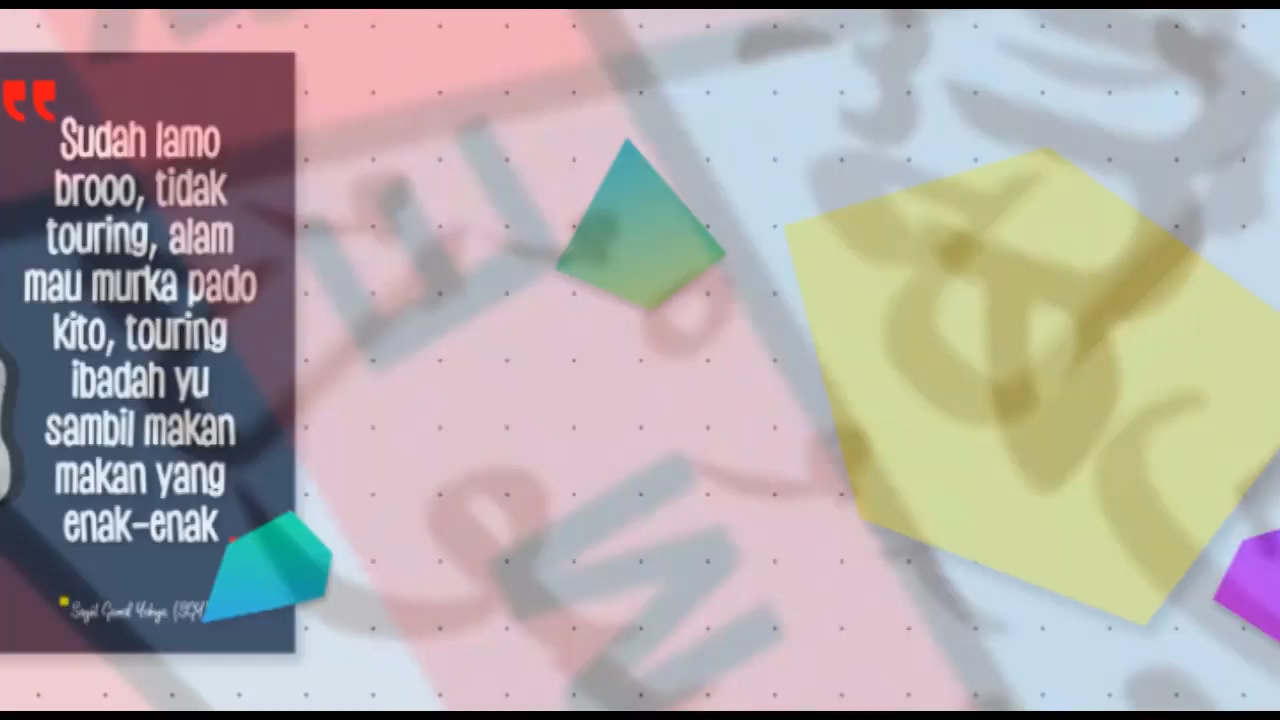 Sudah lamo
brooo, tidak
touring, alam
mau murka pado
kito, touring
ibadah yu
sambil makan
makan yang
enak-enak